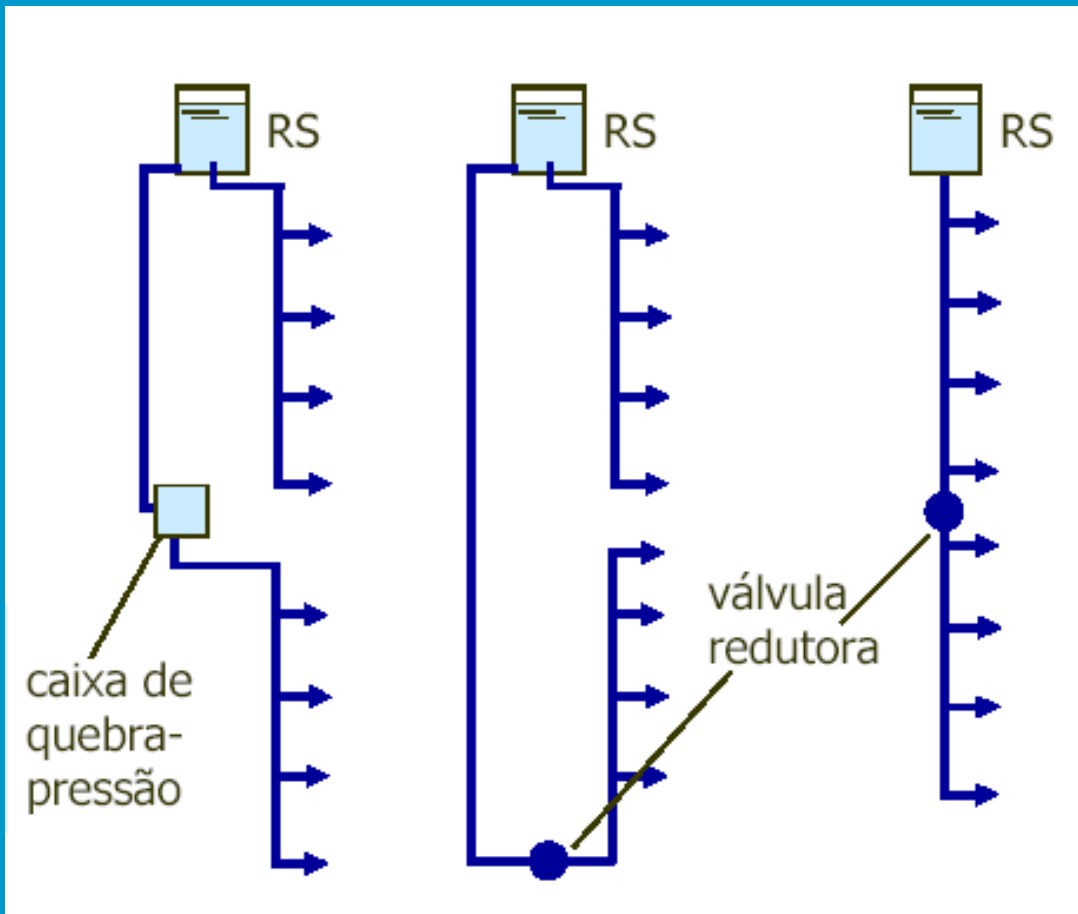 RS
RS
RS
válvula
redutora
caixa de
quebra-
pressão